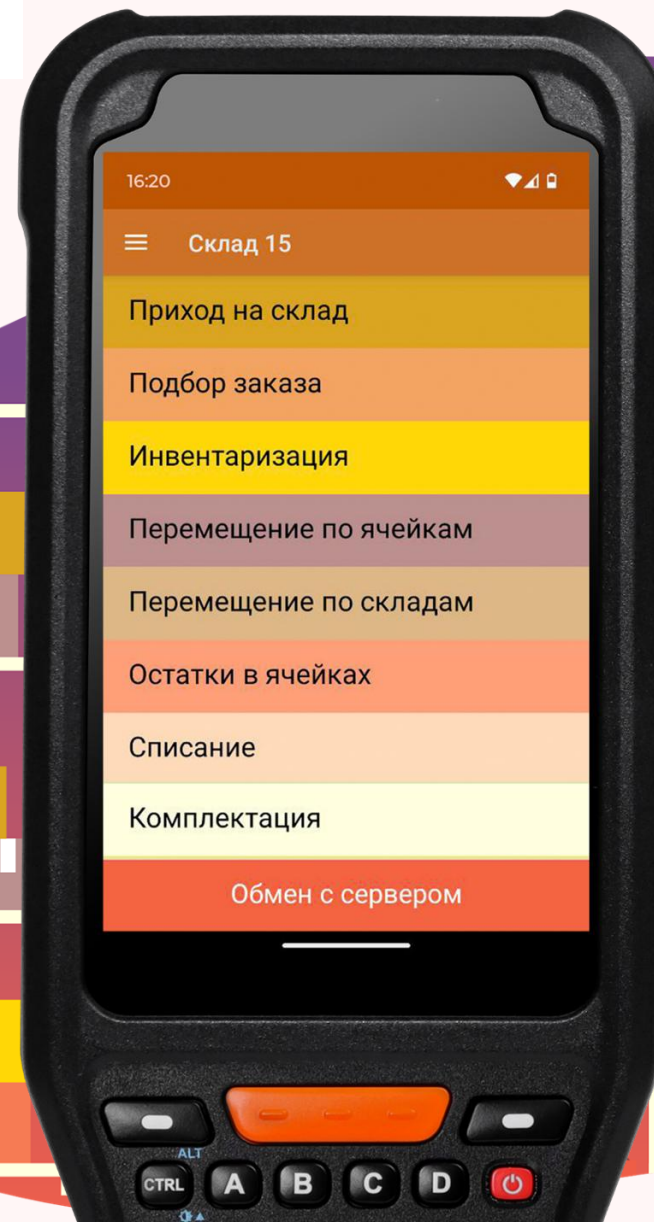 16:20
Склад 15
Приход на склад
Подбор заказа
Инвентаризация
Перемещение по ячейкам
Перемещение по складам
Остатки в ячейках
Списание
Комплектация
Обмен с сервером
ALT
CTRL A B C D